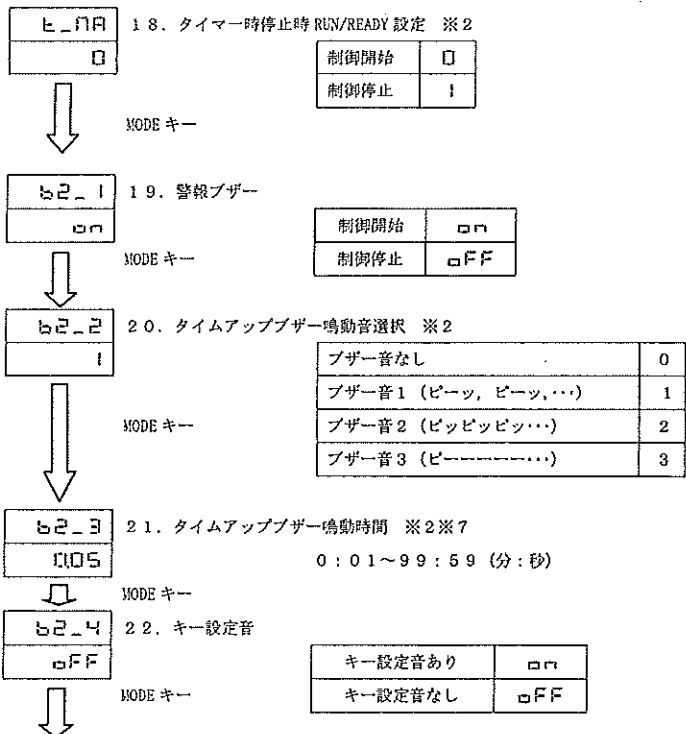 t_MA 18．タイマー時停止時 RUN/READY 設定 ※2
0
制御開始 0
制御停止 1
MODE キー
b2_1 19．警報ブザー
on
制御開始 on
制御停止 oFF
MODE キー
b2_2 20．タイムアップブザー鳴動音選択 ※2
1
ブザー音なし 0
ブザー音1 (ピーッ, ピーッ,･･･) 1
ブザー音2 (ピッピッピッ･･･) 2
ブザー音3 (ピーーーーー･･･) 3
MODE キー
b2_3 21．タイムアップブザー鳴動時間 ※2※7
0.05
0：01～99：59 (分：秒)
MODE キー
b2_4 22．キー設定音
oFF
キー設定音あり on
キー設定音なし oFF
MODE キー